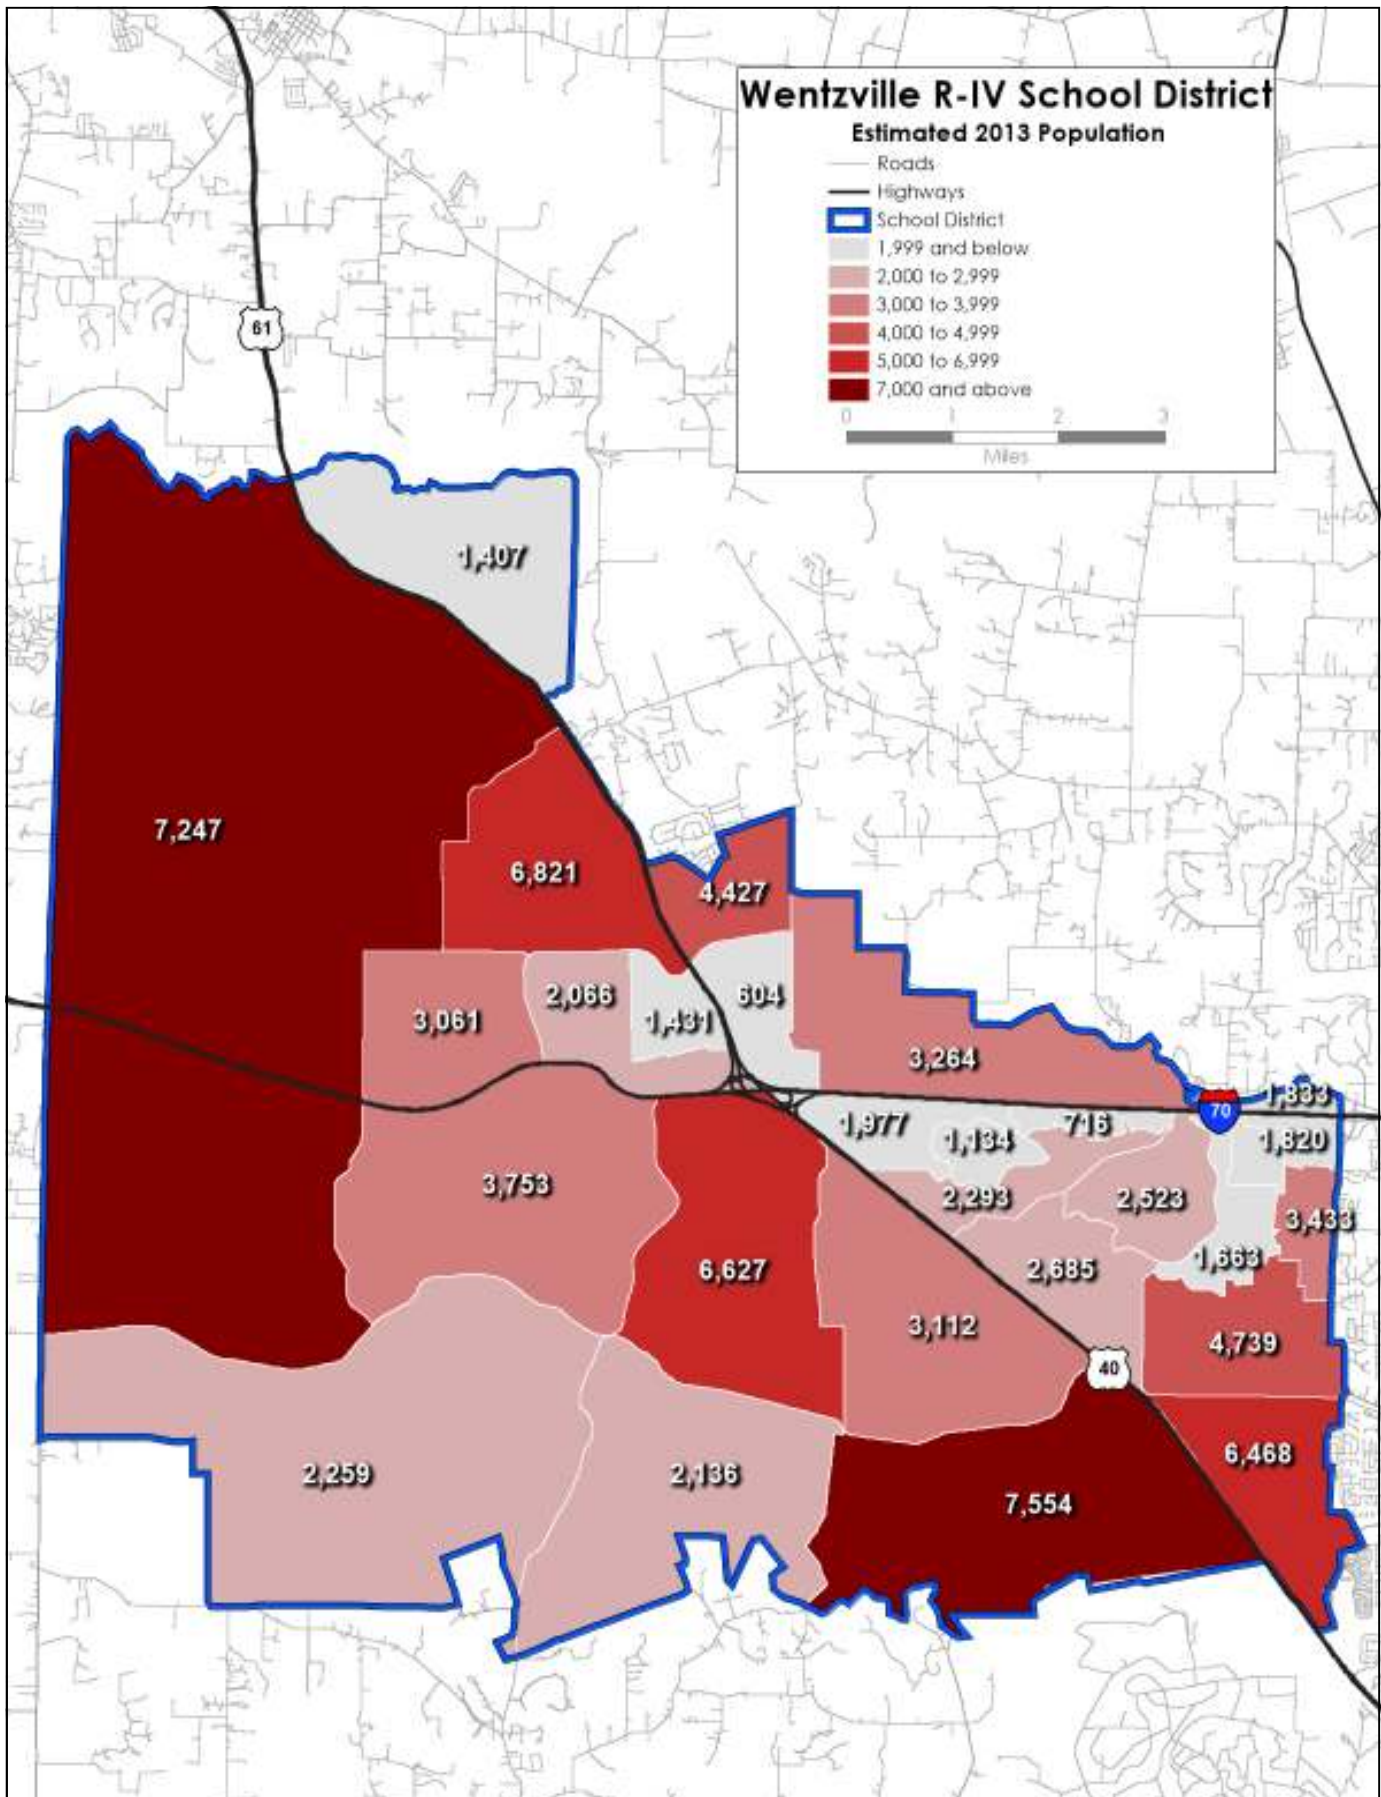 Wentzville R-IV School District
Estimated 2013 Population
Roads
Highways
School District
1,999 and below
2,000 to 2,999
3,000 to 3,999
4,000 to 4,999
5,000 to 6,999
7,000 and above
0 1 2 3
Miles
61
1,407
7,247
6,821
4,427
2,066
604
3,061
1,431
3,264
1,833
70
1,977
716
1,134
1,820
3,753
2,293
2,523
3,433
6,627
2,685
1,663
3,112
4,739
40
6,468
2,259
2,136
7,554